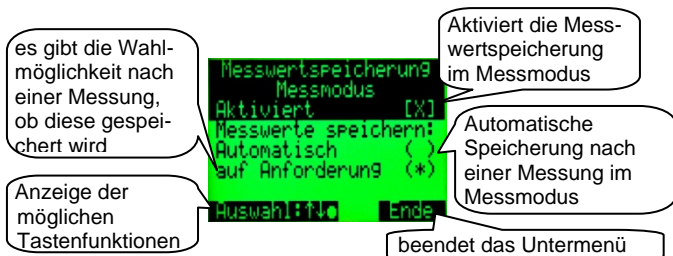 es gibt die Wahl-
möglichkeit nach
einer Messung,
ob diese gespei-
chert wird
Anzeige der
möglichen
Tastenfunktionen
Messwertspeicherung
Messmodus
Aktiviert [X]
Messwerte speichern:
Automatisch ( )
auf Anforderung (*)
Auswahl:↑↓● Ende
Aktiviert die Mess-
wertspeicherung
im Messmodus
Automatische
Speicherung nach
einer Messung im
Messmodus
beendet das Untermenü